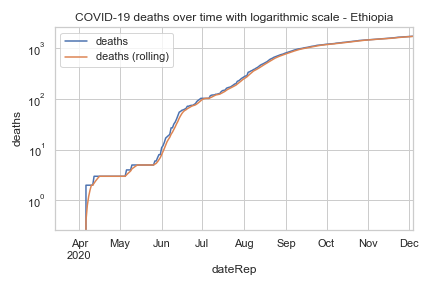 COVID-19 deaths over time with logarithmic scale - Ethiopia
deaths
deaths (rolling)
10³
10²
10¹
10⁰
deaths
Apr May Jun Jul Aug Sep Oct Nov Dec
2020
dateRep